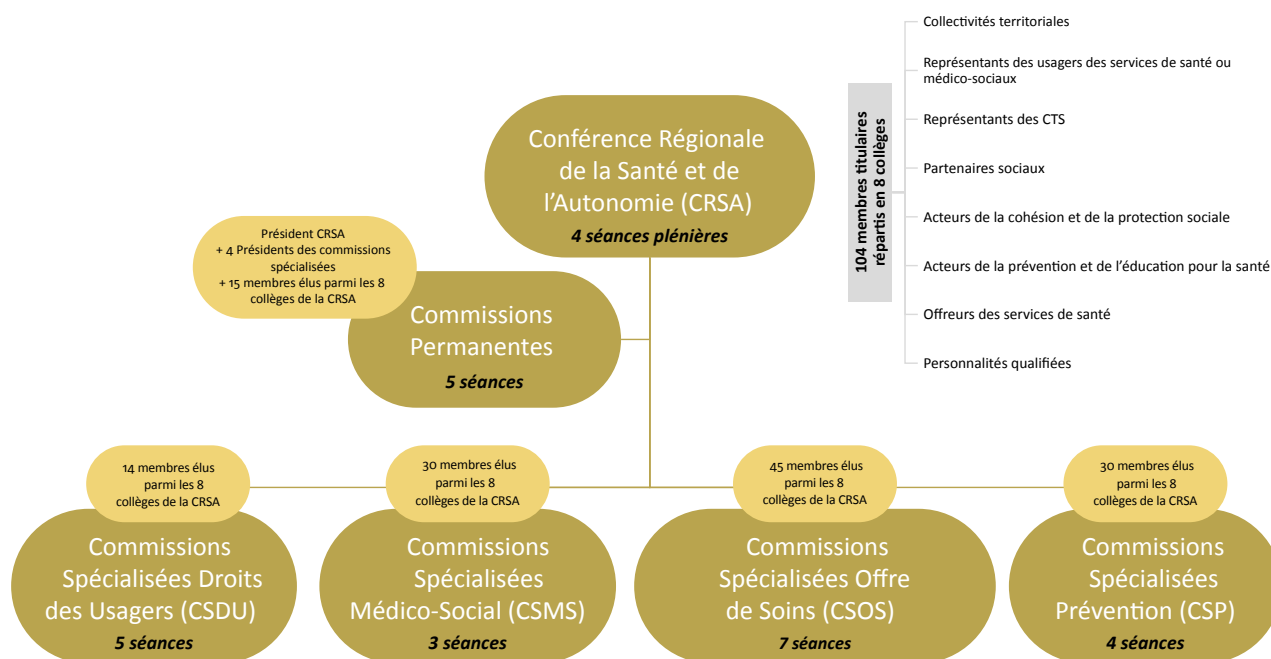 Conférence Régionale
de la Santé et de
l’Autonomie (CRSA)
4 séances plénières
104 membres titulaires
répartis en 8 collèges
Collectivités territoriales
Représentants des usagers des services de santé ou
médico-sociaux
Représentants des CTS
Partenaires sociaux
Acteurs de la cohésion et de la protection sociale
Acteurs de la prévention et de l’éducation pour la santé
Offreurs des services de santé
Personnalités qualifiées
Président CRSA
+ 4 Présidents des commissions
spécialisées
+ 15 membres élus parmi les 8
collèges de la CRSA
Commissions
Permanentes
5 séances
14 membres élus
parmi les 8
collèges de la CRSA
Commissions
Spécialisées Droits
des Usagers (CSDU)
5 séances
30 membres élus
parmi les 8
collèges de la CRSA
Commissions
Spécialisées
Médico-Social (CSMS)
3 séances
45 membres élus
parmi les 8
collèges de la CRSA
Commissions
Spécialisées Offre
de Soins (CSOS)
7 séances
30 membres élus
parmi les 8
collèges de la CRSA
Commissions
Spécialisées
Prévention (CSP)
4 séances